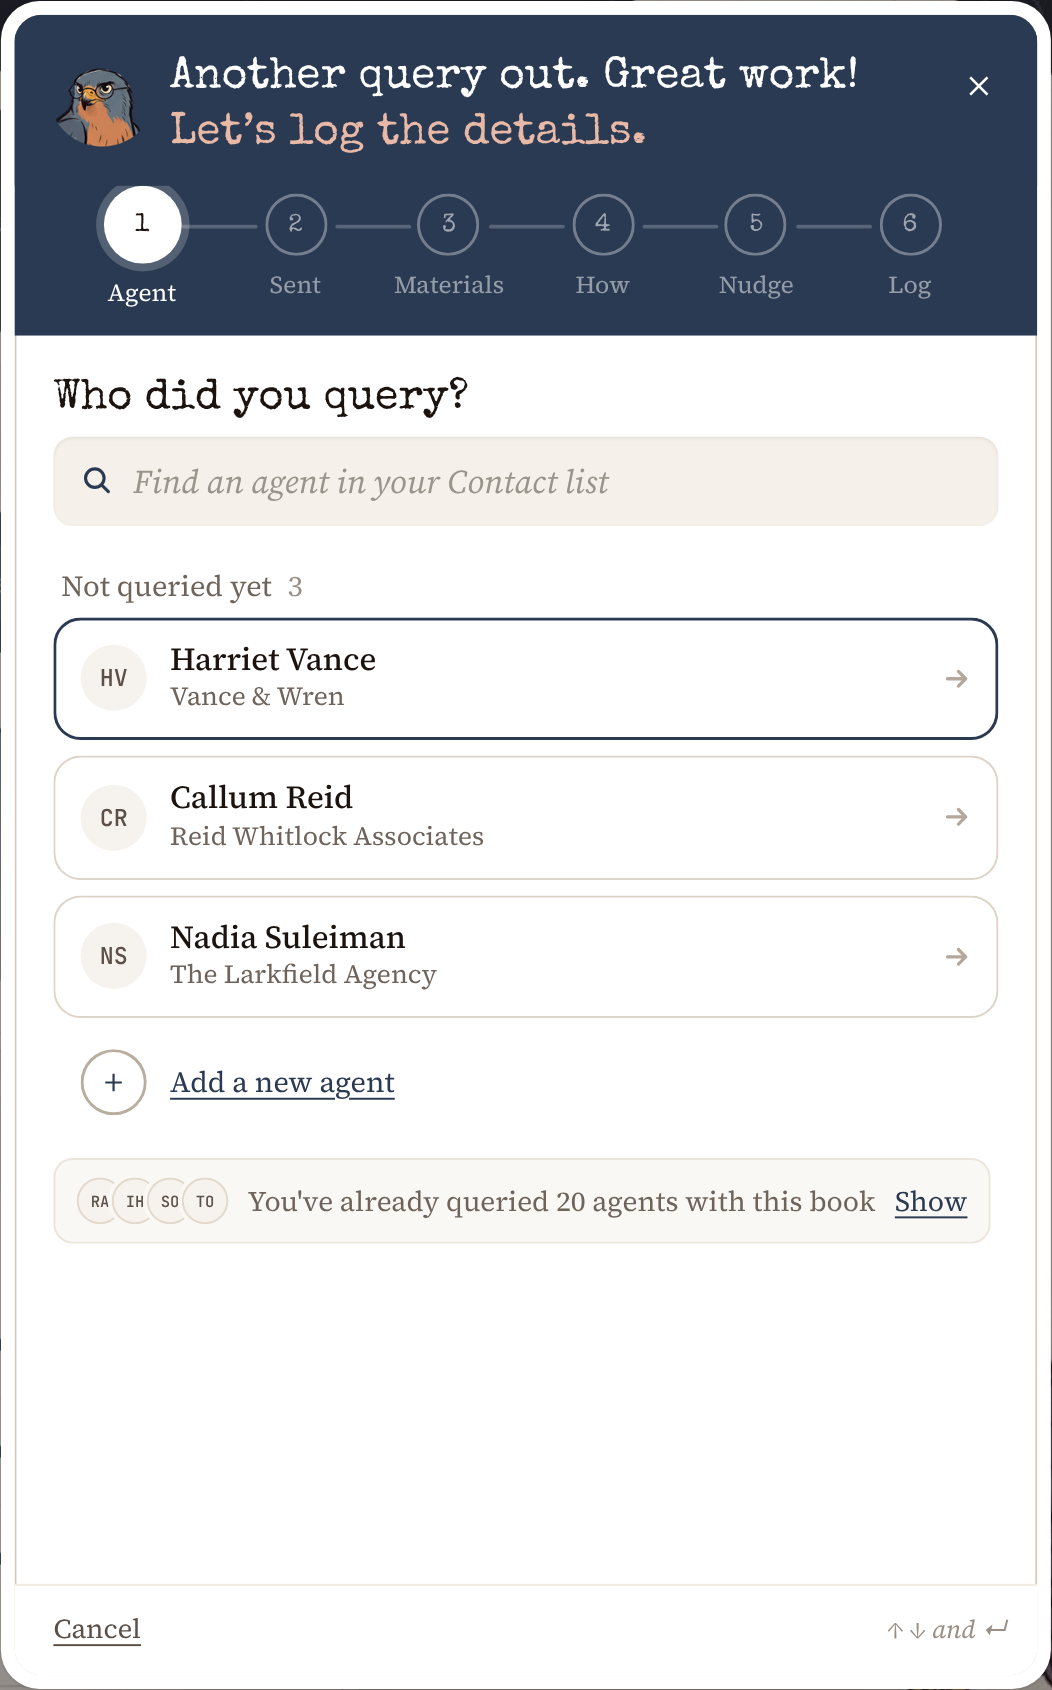 Another query out. Great work!
Let’s log the details.
1
2
3
4
5
6
Agent
Sent
Materials
How
Nudge
Log
Who did you query?
Find an agent in your Contact list
Not queried yet 3
HV
Harriet Vance
Vance & Wren
CR
Callum Reid
Reid Whitlock Associates
NS
Nadia Suleiman
The Larkfield Agency
Add a new agent
RA IH SO TO You've already queried 20 agents with this book Show
Cancel
↑ ↓ and ↵